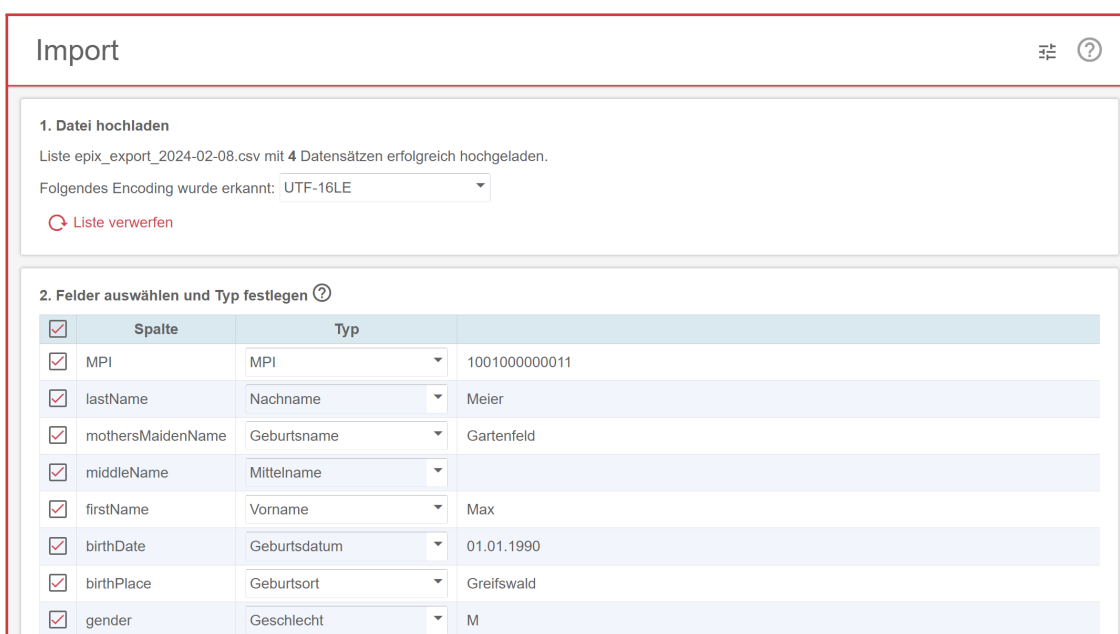 Import
1. Datei hochladen
Liste epix_export_2024-02-08.csv mit 4 Datensätzen erfolgreich hochgeladen.
Folgendes Encoding wurde erkannt: UTF-16LE
Liste verwerfen
2. Felder auswählen und Typ festlegen
Spalte Typ
MPI MPI 1001000000011
lastName Nachname Meier
mothersMaidenName Geburtsname Gartenfeld
middleName Mittelname
firstName Vorname Max
birthDate Geburtsdatum 01.01.1990
birthPlace Geburtsort Greifswald
gender Geschlecht M